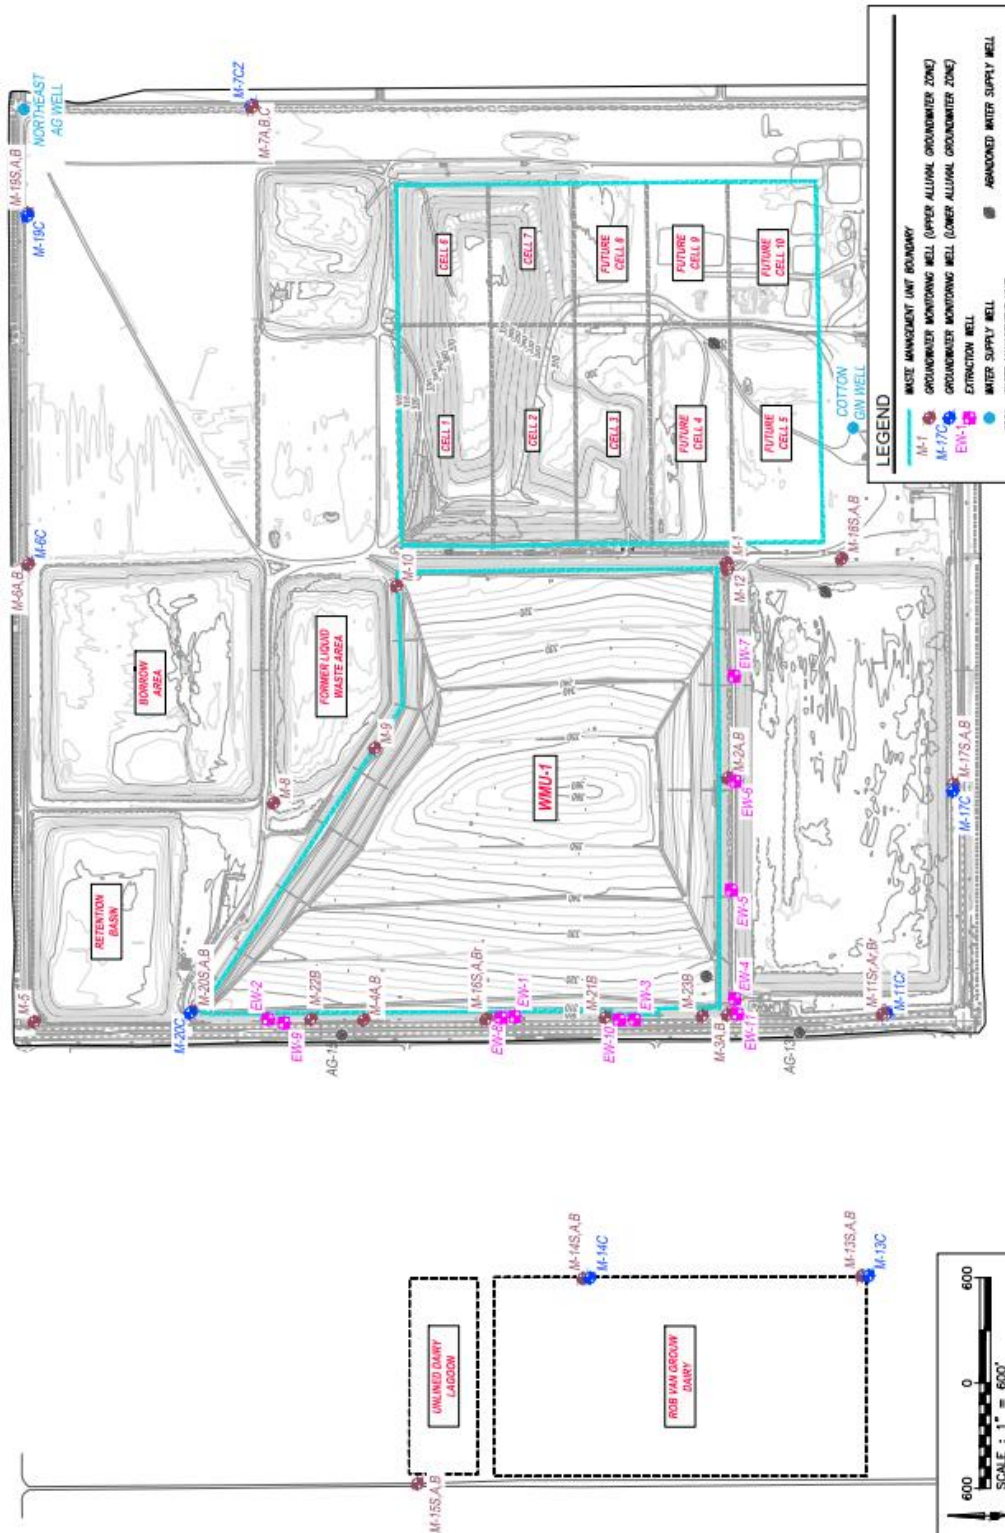 NORTHEAST
AG WELL
M-7CZ
M-7A,B,C
M-19S,A,B
M-19C
M-6A,B
M-6C
M-5
BORROW
AREA
FORMER LIQUID
WASTE AREA
RETENTION
BASIN
M-10
M-9
M-8
M-20S,A,B
M-20C
EW-2
EW-9
M-22B
AG-15
M-4A,B
M-16S,A,Br
EW-8
EW-1
M-21B
EW-10
EW-3
M-23B
M-3A,B
EW-4
EW-11
AG-13
M-11Sr,Ar,Br
M-11Cr
EW-5
EW-6
M-2A,B
EW-7
M-12
M-1
M-18S,A,B
M-17S,A,B
M-17C
WMU-1
CELL 6
CELL 7
FUTURE
CELL 8
FUTURE
CELL 9
FUTURE
CELL 10
CELL 1
CELL 2
CELL 3
FUTURE
CELL 4
FUTURE
CELL 5
COTTON
GIN WELL
LEGEND
WASTE MANAGEMENT UNIT BOUNDARY
M-1 GROUNDWATER MONITORING WELL (UPPER ALLUVIAL GROUNDWATER ZONE)
M-17C GROUNDWATER MONITORING WELL (LOWER ALLUVIAL GROUNDWATER ZONE)
EW-1 EXTRACTION WELL
WATER SUPPLY WELL
ABANDONED WATER SUPPLY WELL
M-14S,A,B
M-14C
M-13S,A,B
M-13C
UNLINED DAIRY
LAGOON
ROB VAN GROUW
DAIRY
M-15S,A,B
600 0 600
SCALE : 1" = 600'